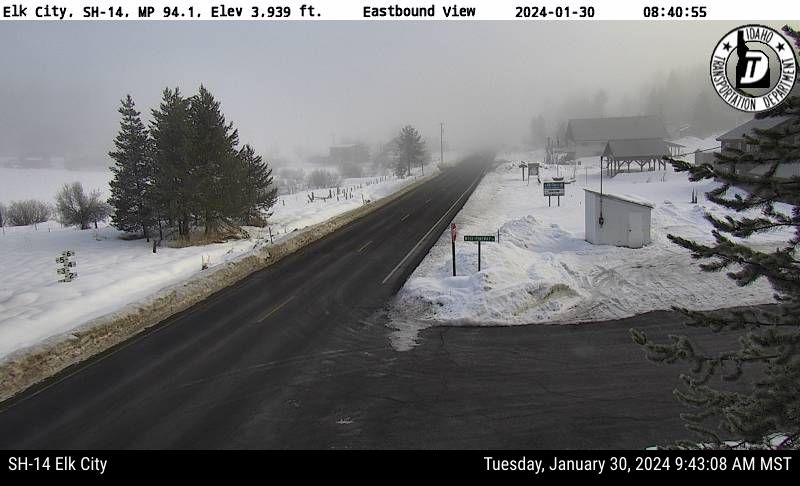 Elk City, SH-14, MP 94.1, Elev 3,939 ft. Eastbound View 2024-01-30 08:40:55
IDAHO
TRANSPORTATION DEPARTMENT
SH-14 Elk City Tuesday, January 30, 2024 9:43:08 AM MST